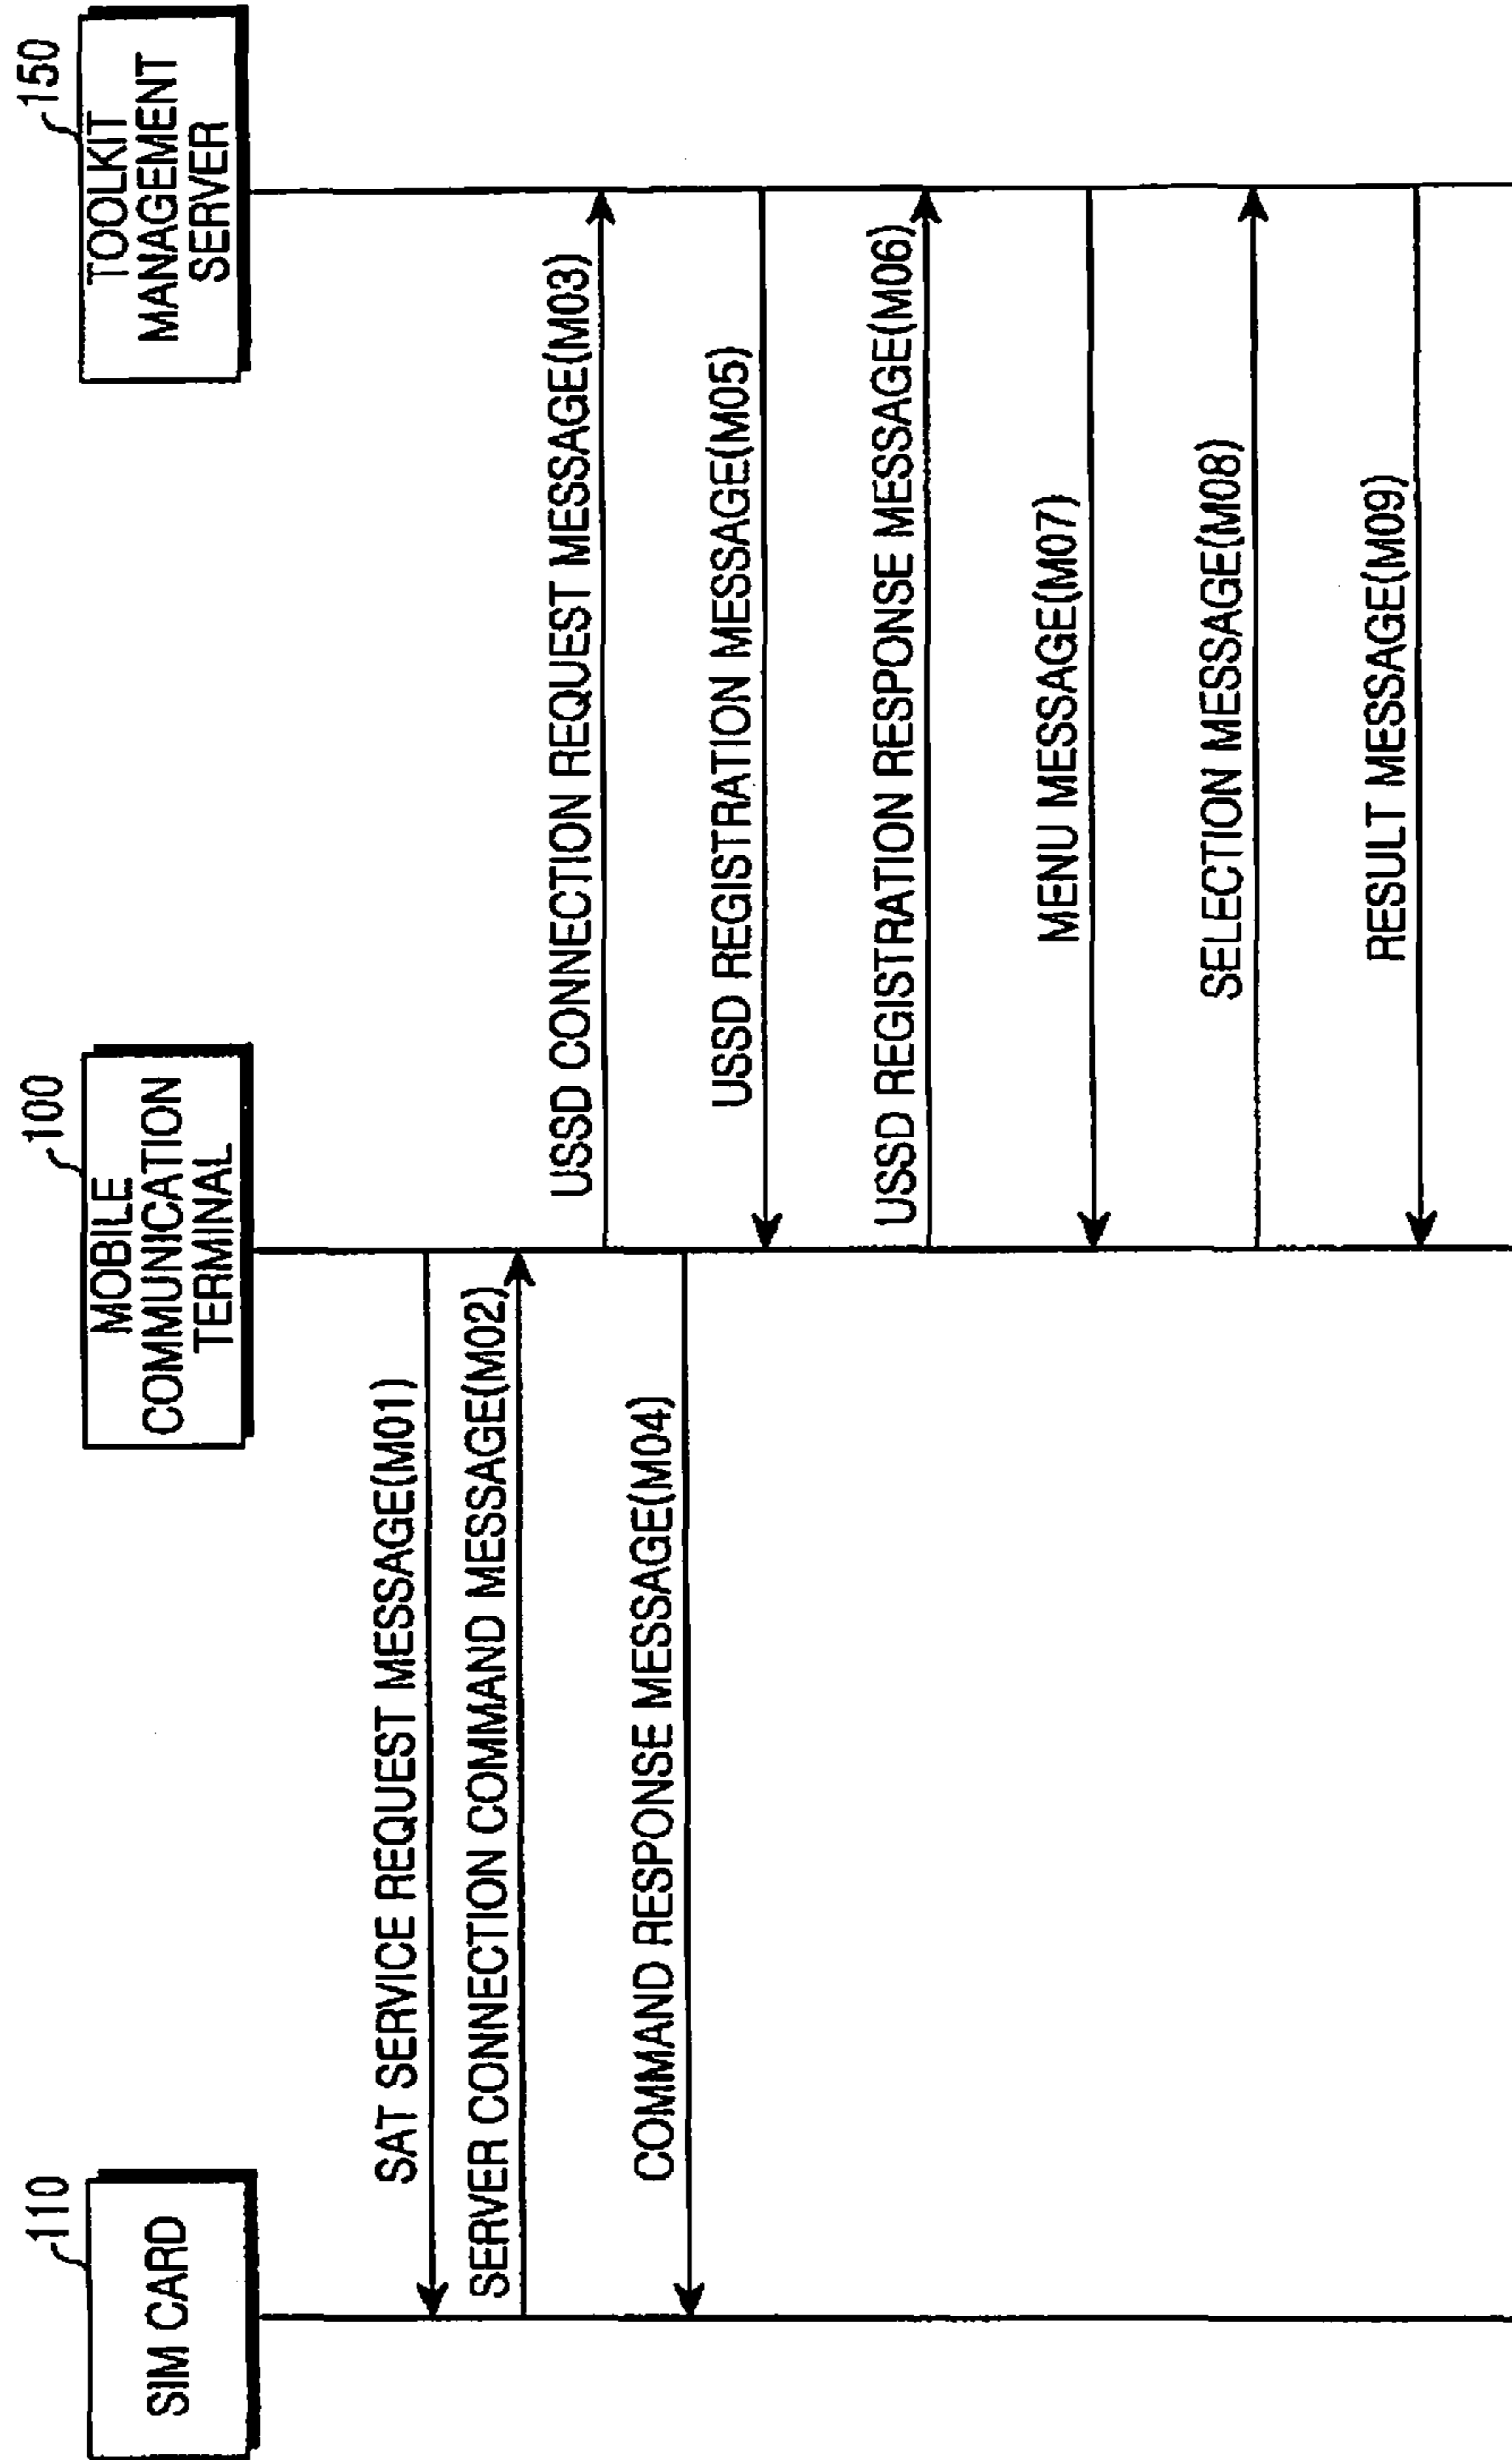 110
SIM CARD
100
MOBILE
COMMUNICATION
TERMINAL
150
TOOLKIT
MANAGEMENT
SERVER
SAT SERVICE REQUEST MESSAGE(M01)
SERVER CONNECTION COMMAND MESSAGE(M02)
USSD CONNECTION REQUEST MESSAGE(M03)
COMMAND RESPONSE MESSAGE(M04)
USSD REGISTRATION MESSAGE(M05)
USSD REGISTRATION RESPONSE MESSAGE(M06)
MENU MESSAGE(M07)
SELECTION MESSAGE(M08)
RESULT MESSAGE(M09)